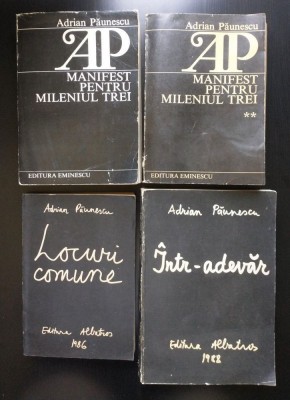 Adrian Păunescu
AP
MANIFEST
PENTRU
MILENIUL TREI
EDITURA EMINESCU
Adrian Păunescu
AP
MANIFEST
PENTRU
MILENIUL TREI
**
EDITURA EMINESCU
Adrian Păunescu
Locuri
comune
Editura Albatros
1986
Adrian Păunescu
Într-adevăr
Editura Albatros
1988